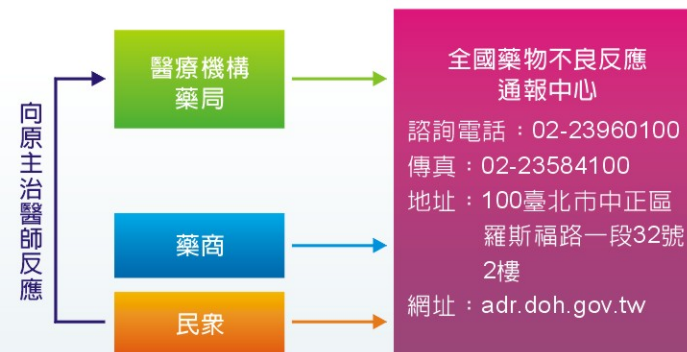 向原主治醫師反應
醫療機構
藥局
藥商
民眾
全國藥物不良反應
通報中心
諮詢電話：02-23960100
傳真：02-23584100
地址：100臺北市中正區
羅斯福路一段32號
2樓
網址：adr.doh.gov.tw